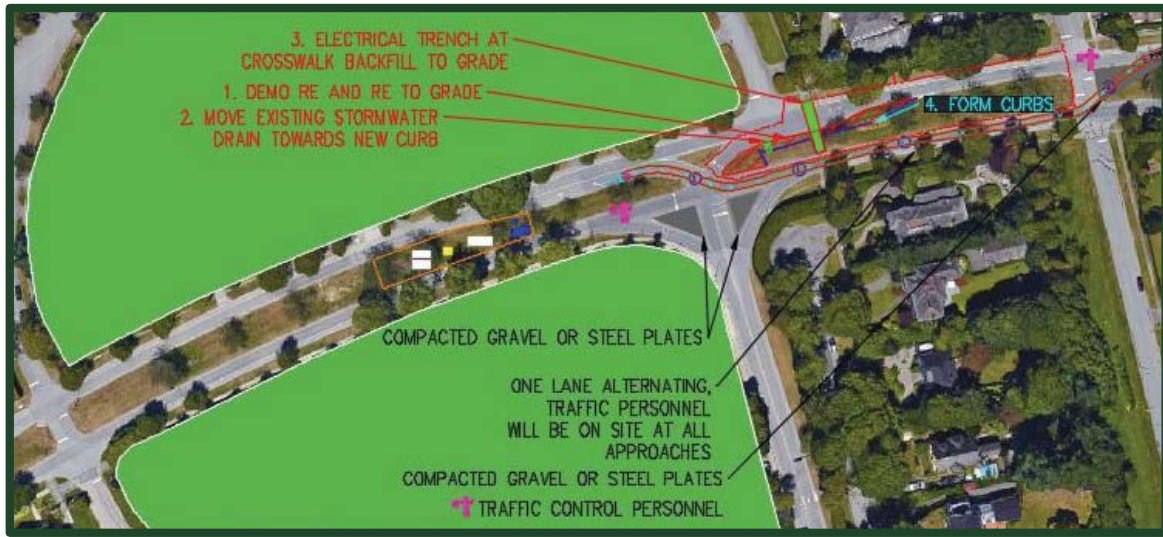 3. ELECTRICAL TRENCH AT
CROSSWALK BACKFILL TO GRADE
1. DEMO RE AND RE TO GRADE
2. MOVE EXISTING STORMWATER
DRAIN TOWARDS NEW CURB
4. FORM CURBS
COMPACTED GRAVEL OR STEEL PLATES
ONE LANE ALTERNATING,
TRAFFIC PERSONNEL
WILL BE ON SITE AT ALL
APPROACHES
COMPACTED GRAVEL OR STEEL PLATES
TRAFFIC CONTROL PERSONNEL